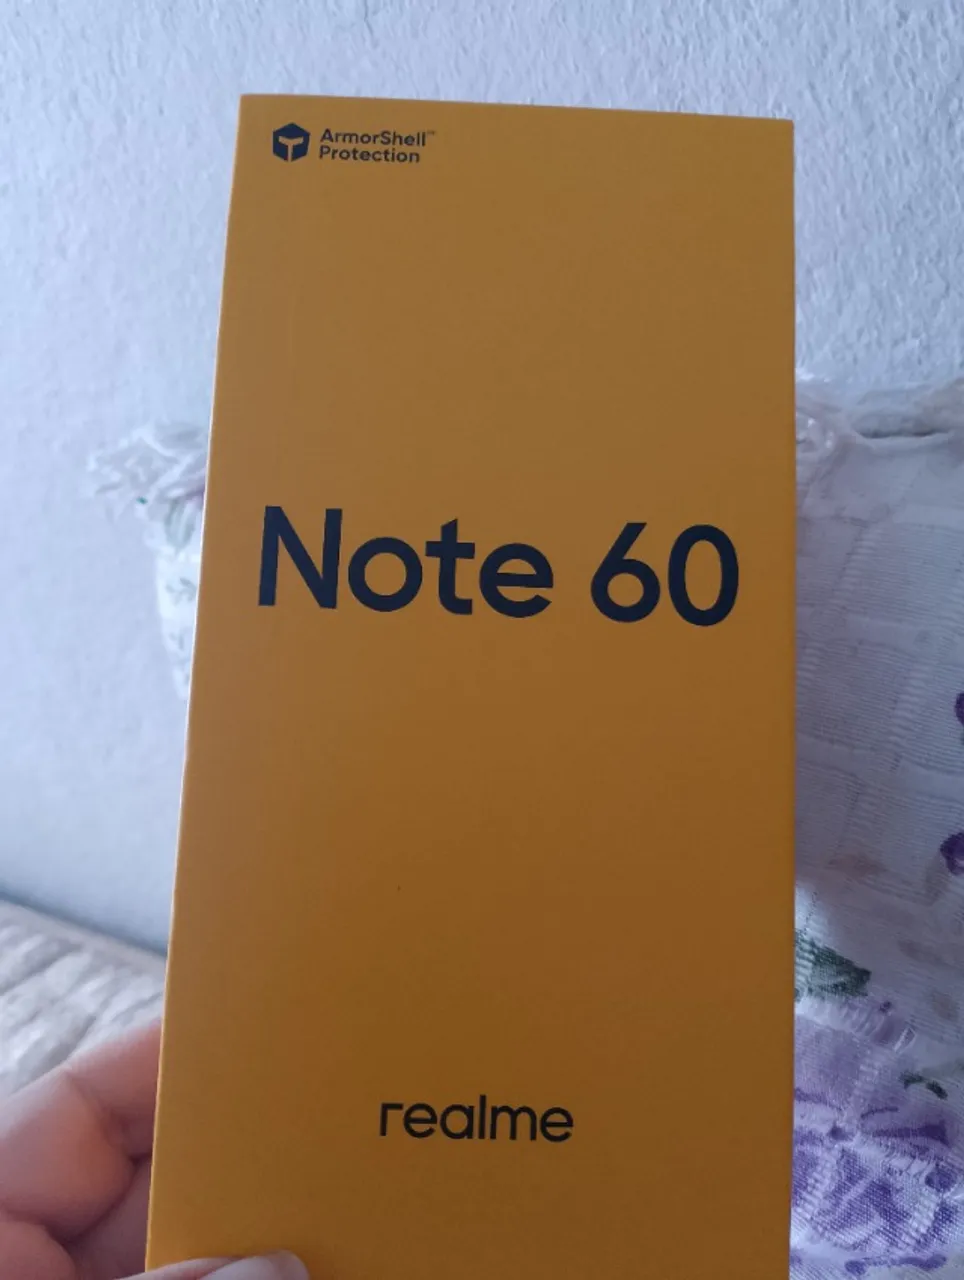 ArmorShell™
Protection
Note 60
realme